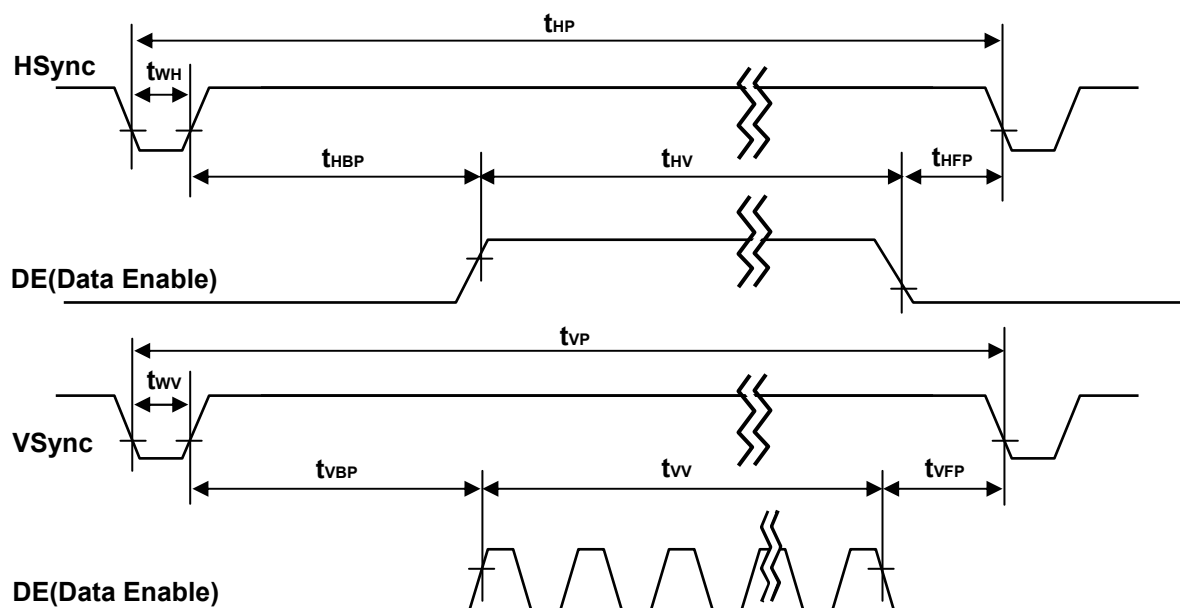 tHP
HSync
tWH
tHBP
tHV
tHFP
DE(Data Enable)
tVP
tWV
VSync
tVBP
tVV
tVFP
DE(Data Enable)